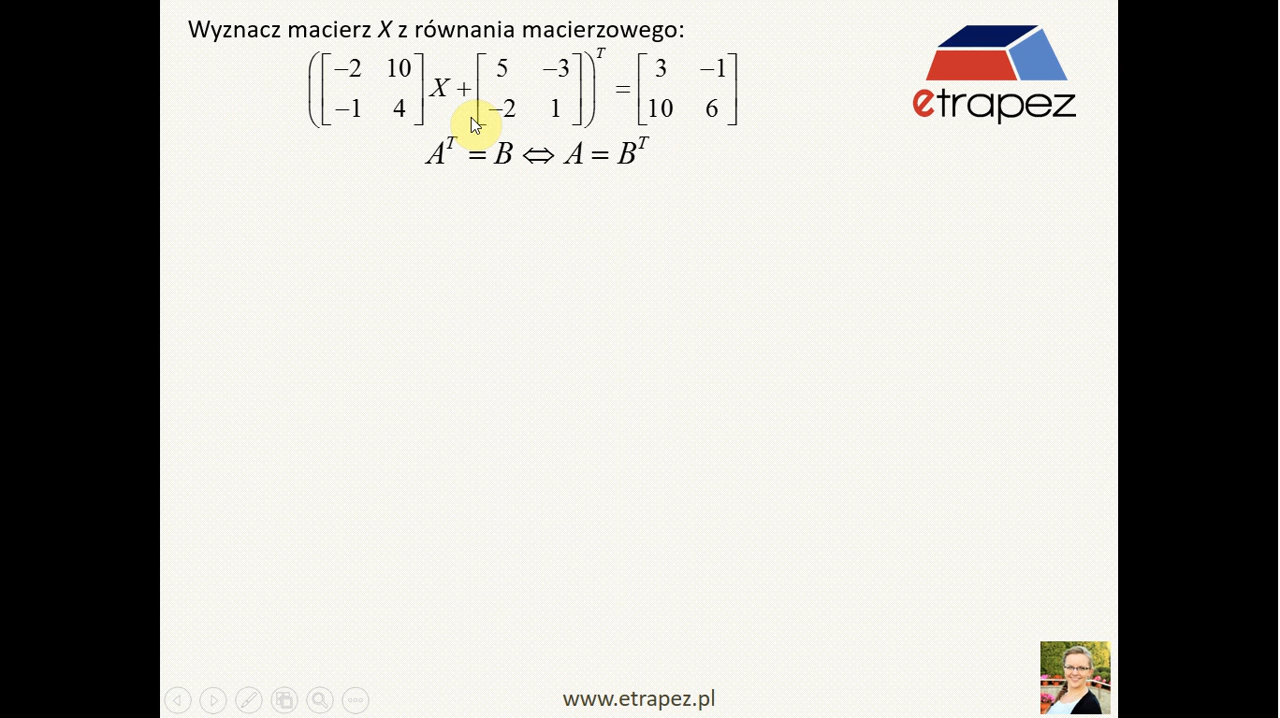 Wyznacz macierz X z równania macierzowego:
([−2 10; −1 4] X + [5 −3; −2 1])^T = [3 −1; 10 6]
A^T = B ⇔ A = B^T
etrapez
www.etrapez.pl